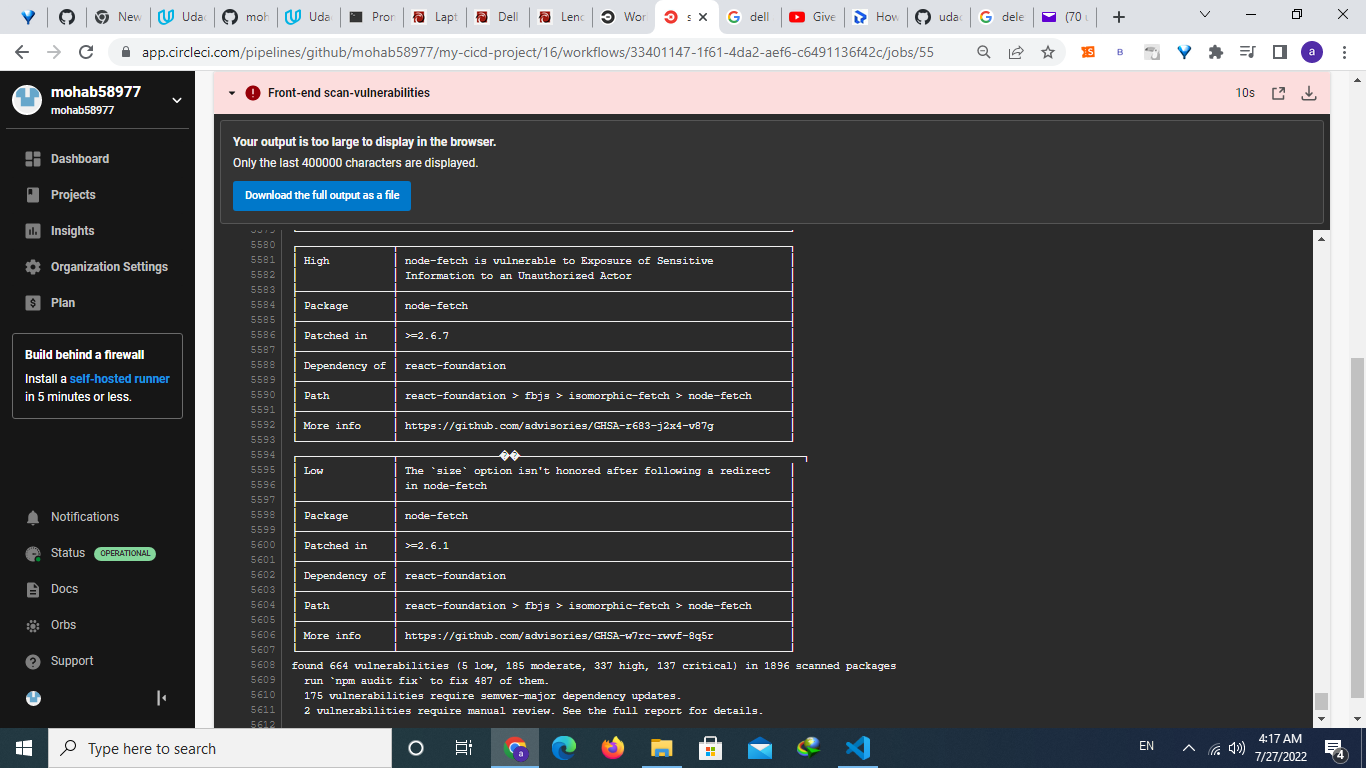 New
Udac
moh
Udac
Pron
Lapt
Dell
Leno
Wor
s
dell
Give
How
udac
dele
(70 u
app.circleci.com/pipelines/github/mohab58977/my-cicd-project/16/workflows/33401147-1f61-4da2-aef6-c6491136f42c/jobs/55
a
mohab58977
mohab58977
Dashboard
Projects
Insights
Organization Settings
Plan
Build behind a firewall
Install a self-hosted runner
in 5 minutes or less.
Notifications
Status OPERATIONAL
Docs
Orbs
Support
Front-end scan-vulnerabilities 10s
Your output is too large to display in the browser.
Only the last 400000 characters are displayed.
Download the full output as a file
5579
5580
5581 High node-fetch is vulnerable to Exposure of Sensitive
5582 Information to an Unauthorized Actor
5583
5584 Package node-fetch
5585
5586 Patched in >=2.6.7
5587
5588 Dependency of react-foundation
5589
5590 Path react-foundation > fbjs > isomorphic-fetch > node-fetch
5591
5592 More info https://github.com/advisories/GHSA-r683-j2x4-v87g
5593
5594 ��
5595 Low The `size` option isn't honored after following a redirect
5596 in node-fetch
5597
5598 Package node-fetch
5599
5600 Patched in >=2.6.1
5601
5602 Dependency of react-foundation
5603
5604 Path react-foundation > fbjs > isomorphic-fetch > node-fetch
5605
5606 More info https://github.com/advisories/GHSA-w7rc-rwvf-8q5r
5607
5608 found 664 vulnerabilities (5 low, 185 moderate, 337 high, 137 critical) in 1896 scanned packages
5609 run `npm audit fix` to fix 487 of them.
5610 175 vulnerabilities require semver-major dependency updates.
5611 2 vulnerabilities require manual review. See the full report for details.
5612
Type here to search
EN
4:17 AM
7/27/2022
4